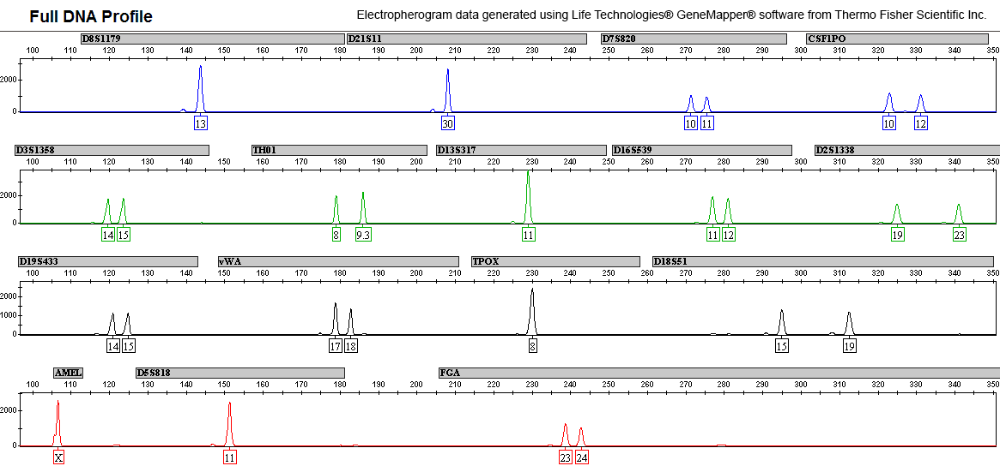 Full DNA Profile
Electropherogram data generated using Life Technologies® GeneMapper® software from Thermo Fisher Scientific Inc.
D8S1179 D21S11 D7S820 CSF1PO
100 110 120 130 140 150 160 170 180 190 200 210 220 230 240 250 260 270 280 290 300 310 320 330 340 350
2000
0
13 30 10 11 10 12
D3S1358 TH01 D13S317 D16S539 D2S1338
100 110 120 130 140 150 160 170 180 190 200 210 220 230 240 250 260 270 280 290 300 310 320 330 340 350
2000
0
14 15 8 9.3 11 11 12 19 23
D19S433 vWA TPOX D18S51
100 110 120 130 140 150 160 170 180 190 200 210 220 230 240 250 260 270 280 290 300 310 320 330 340 350
2000
1000
0
14 15 17 18 8 15 19
AMEL D5S818 FGA
100 110 120 130 140 150 160 170 180 190 200 210 220 230 240 250 260 270 280 290 300 310 320 330 340 350
2000
0
X 11 23 24